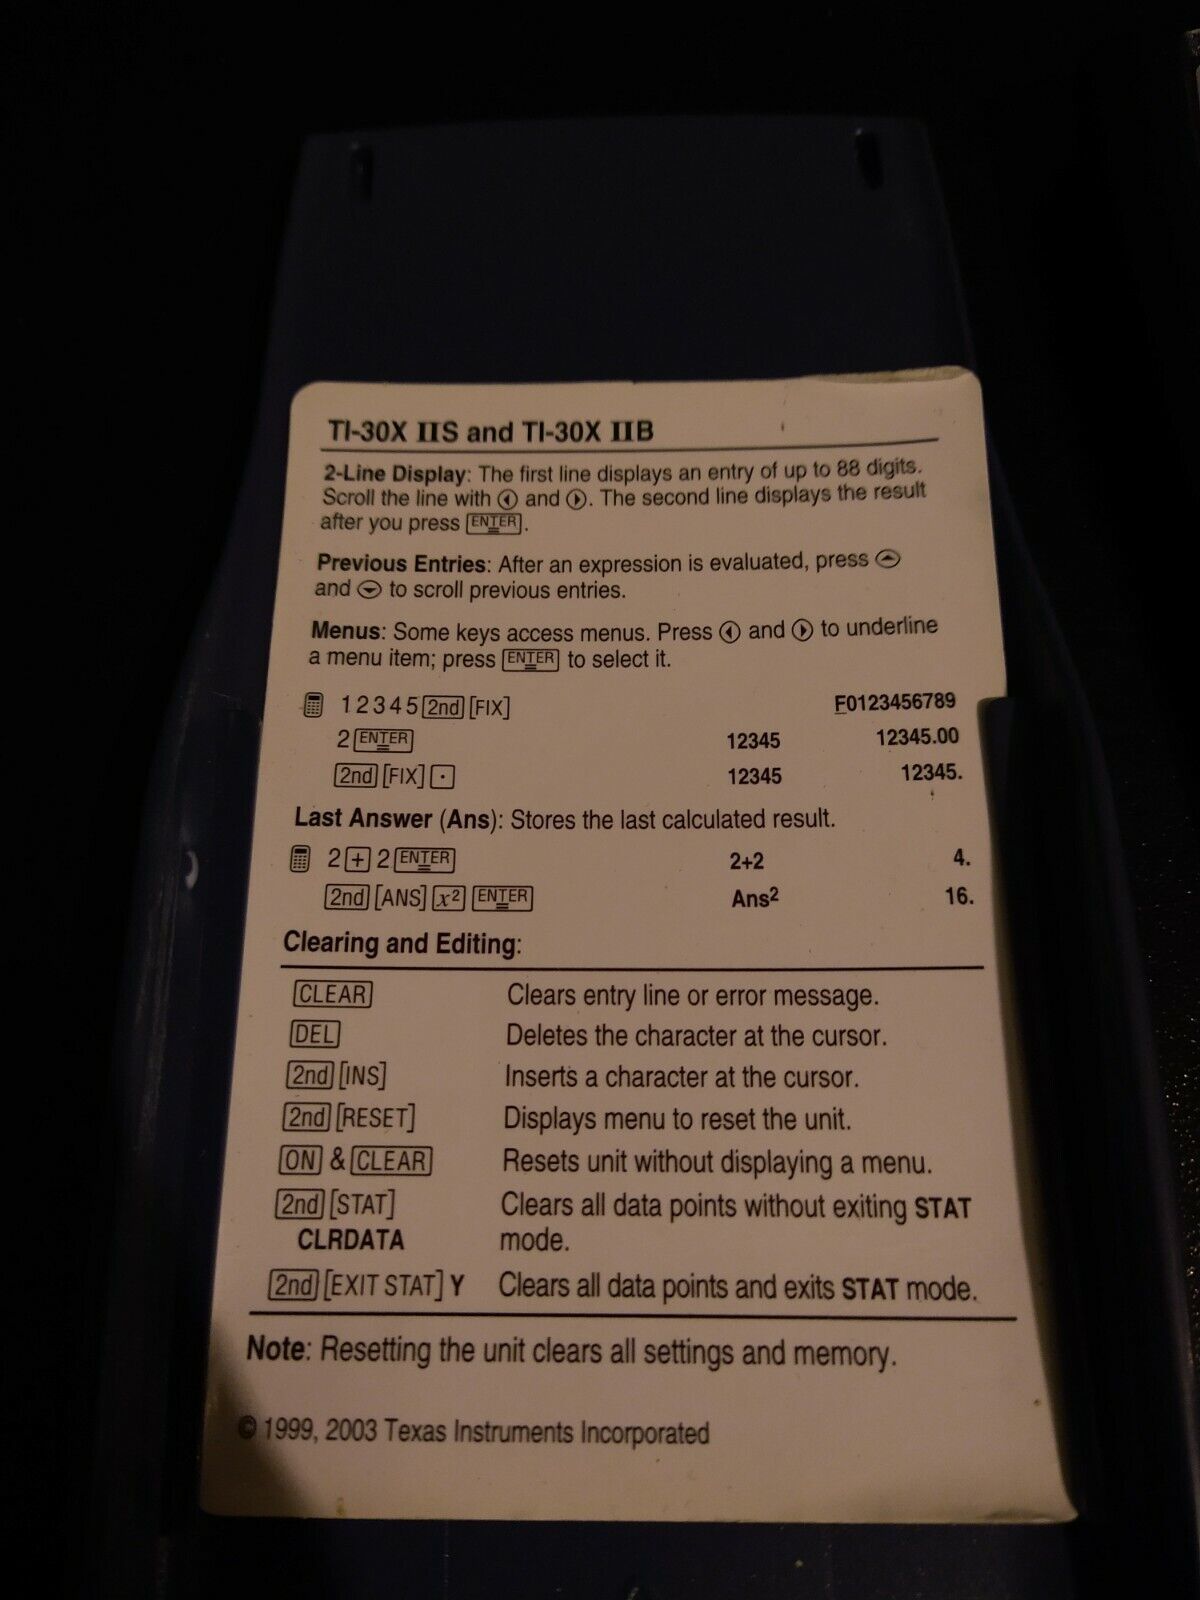 TI-30X IIS and TI-30X IIB
2-Line Display: The first line displays an entry of up to 88 digits.
Scroll the line with ◀ and ▶. The second line displays the result
after you press ENTER.
Previous Entries: After an expression is evaluated, press ▲
and ▼ to scroll previous entries.
Menus: Some keys access menus. Press ◀ and ▶ to underline
a menu item; press ENTER to select it.
12345 2nd [FIX] F0123456789
2 ENTER 12345 12345.00
2nd [FIX] . 12345 12345.
Last Answer (Ans): Stores the last calculated result.
2 + 2 ENTER 2+2 4.
2nd [ANS] x² ENTER Ans² 16.
Clearing and Editing:
CLEAR Clears entry line or error message.
DEL Deletes the character at the cursor.
2nd [INS] Inserts a character at the cursor.
2nd [RESET] Displays menu to reset the unit.
ON & CLEAR Resets unit without displaying a menu.
2nd [STAT] Clears all data points without exiting STAT
CLRDATA mode.
2nd [EXIT STAT] Y Clears all data points and exits STAT mode.
Note: Resetting the unit clears all settings and memory.
© 1999, 2003 Texas Instruments Incorporated